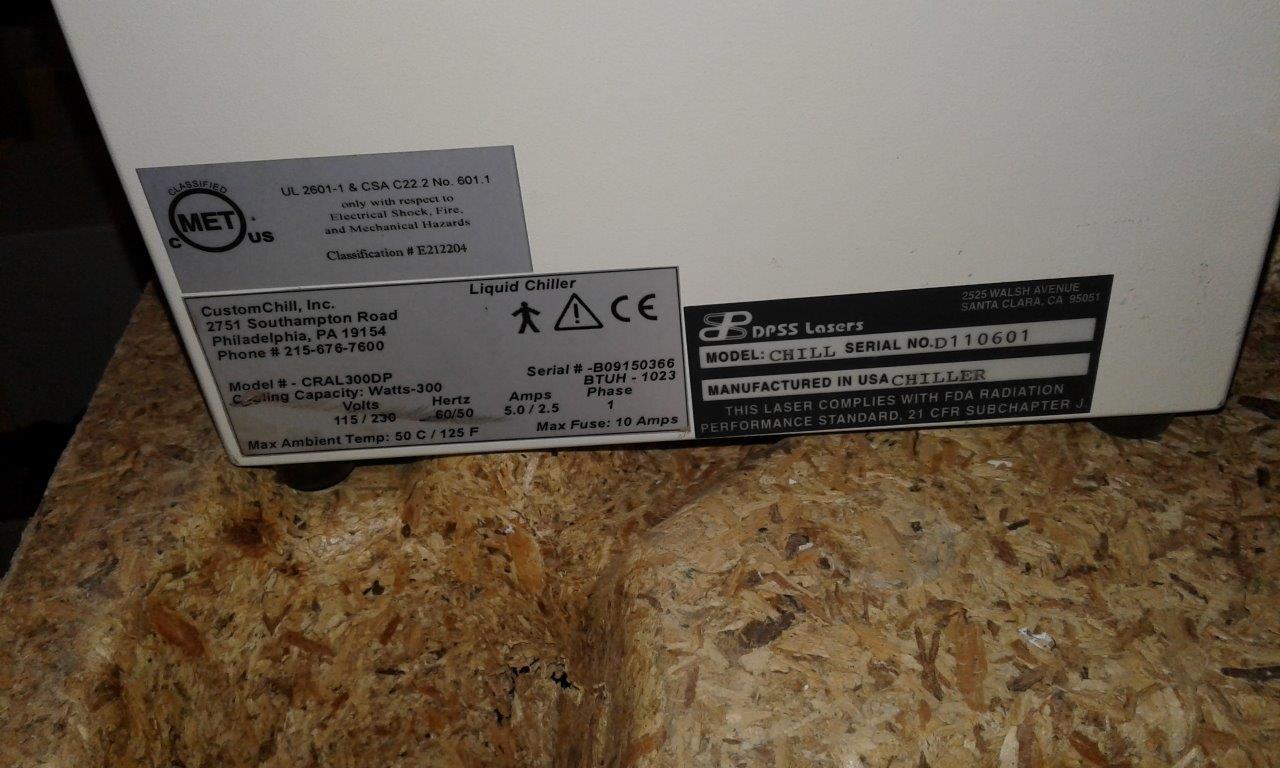 CLASSIFIED
MET
C US
UL 2601-1 & CSA C22.2 No. 601.1
only with respect to
Electrical Shock, Fire,
and Mechanical Hazards
Classification # E212204
Liquid Chiller
CustomChill, Inc.
2751 Southampton Road
Philadelphia, PA 19154
Phone # 215-676-7600
CE
Model # - CRAL300DP Serial # -B09150366
Cooling Capacity: Watts-300 BTUH - 1023
Volts Hertz Amps Phase
115 / 230 60/50 5.0 / 2.5 1
Max Ambient Temp: 50 C / 125 F Max Fuse: 10 Amps
DPSS Lasers
2525 WALSH AVENUE
SANTA CLARA, CA 95051
MODEL: CHILL SERIAL NO.D110601
MANUFACTURED IN USA CHILLER
THIS LASER COMPLIES WITH FDA RADIATION
PERFORMANCE STANDARD, 21 CFR SUBCHAPTER J.